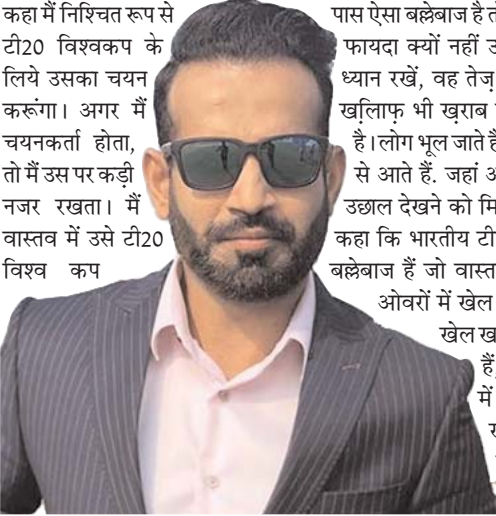 कहा मैं निश्चित रूप से
टी20 विश्वकप के
लिये उसका चयन
करूंगा। अगर मैं
चयनकर्ता होता,
तो मैं उस पर कड़ी
नजर रखता। मैं
वास्तव में उसे टी20
विश्व कप
पास ऐसा बल्लेबाज है
फायदा क्यों नहीं
ध्यान रखें, वह
खिलाफ़ भी ख़राब
है।लोग भूल जाते
से आते हैं. जहां
उछाल देखने को
कहा कि भारतीय
बल्लेबाज हैं जो
ओवरों में खेल
खेल
हैं
में